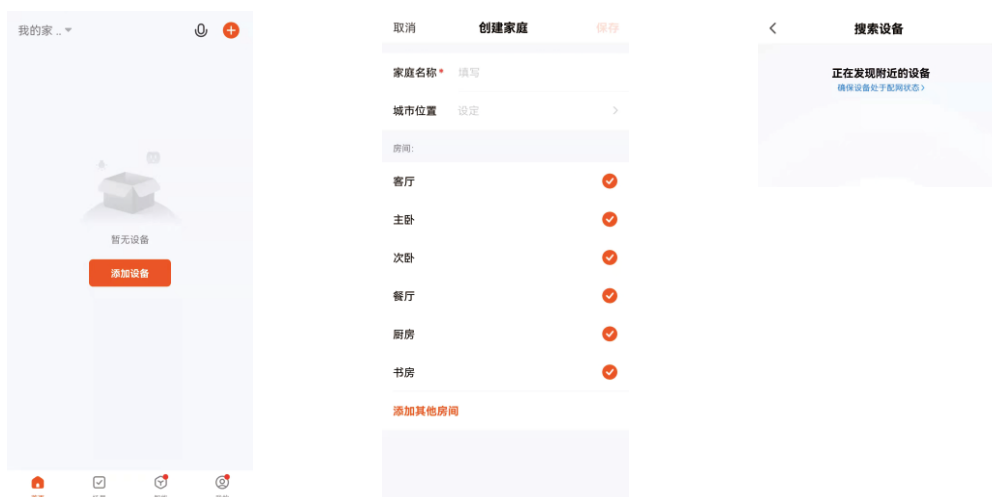 我的家 ..
暂无设备
添加设备
取消 创建家庭 保存
家庭名称* 填写
城市位置 设定
房间:
客厅
主卧
次卧
餐厅
厨房
书房
添加其他房间
搜索设备
正在发现附近的设备
确保设备处于配网状态>